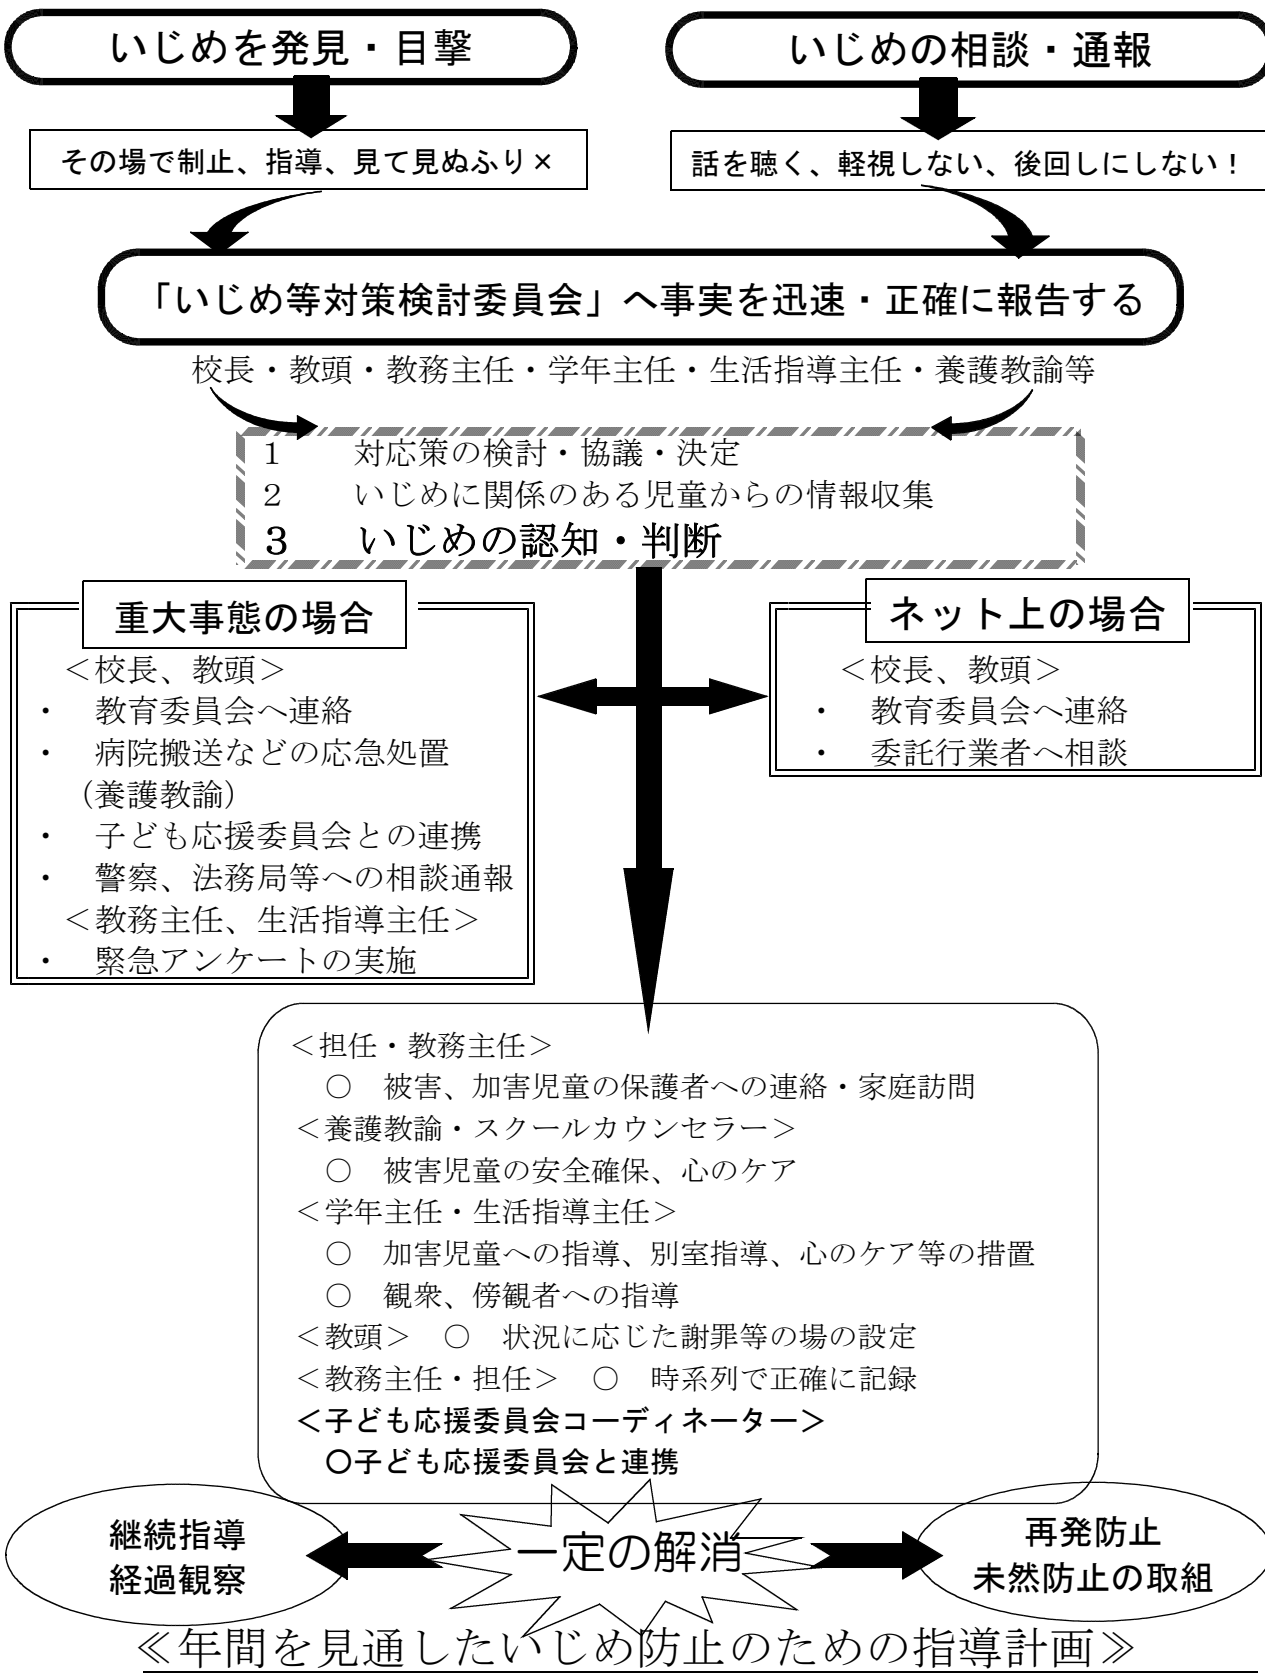 いじめを発見・目撃
いじめの相談・通報
その場で制止、指導、見て見ぬふり×
話を聴く、軽視しない、後回しにしない！
「いじめ等対策検討委員会」へ事実を迅速・正確に報告する
校長・教頭・教務主任・学年主任・生活指導主任・養護教諭等
１　対応策の検討・協議・決定
２　いじめに関係のある児童からの情報収集
３　いじめの認知・判断
重大事態の場合
＜校長、教頭＞
・　教育委員会へ連絡
・　病院搬送などの応急処置
（養護教諭）
・　子ども応援委員会との連携
・　警察、法務局等への相談通報
＜教務主任、生活指導主任＞
・　緊急アンケートの実施
ネット上の場合
＜校長、教頭＞
・　教育委員会へ連絡
・　委託行業者へ相談
＜担任・教務主任＞
○　被害、加害児童の保護者への連絡・家庭訪問
＜養護教諭・スクールカウンセラー＞
○　被害児童の安全確保、心のケア
＜学年主任・生活指導主任＞
○　加害児童への指導、別室指導、心のケア等の措置
○　観衆、傍観者への指導
＜教頭＞　○　状況に応じた謝罪等の場の設定
＜教務主任・担任＞　○　時系列で正確に記録
＜子ども応援委員会コーディネーター＞
○子ども応援委員会と連携
継続指導
経過観察
一定の解消
再発防止
未然防止の取組
≪年間を見通したいじめ防止のための指導計画≫